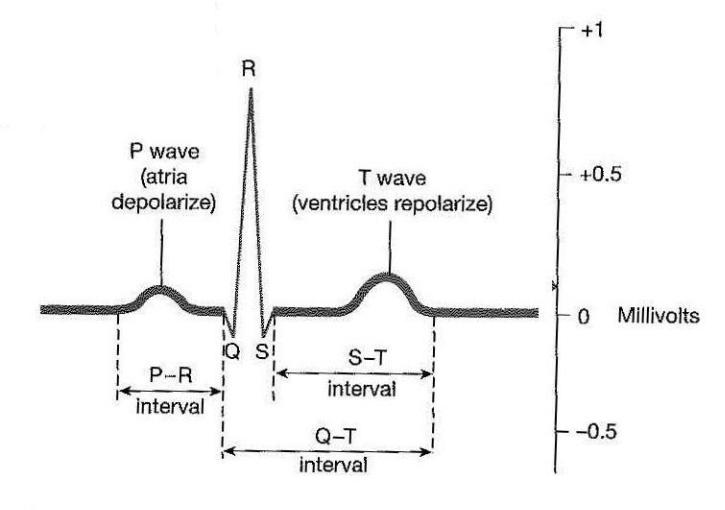 +1
R
P wave
(atria
depolarize)
+0.5
T wave
(ventricles repolarize)
0 Millivolts
Q S
S–T
interval
P–R
interval
Q–T
interval
-0.5